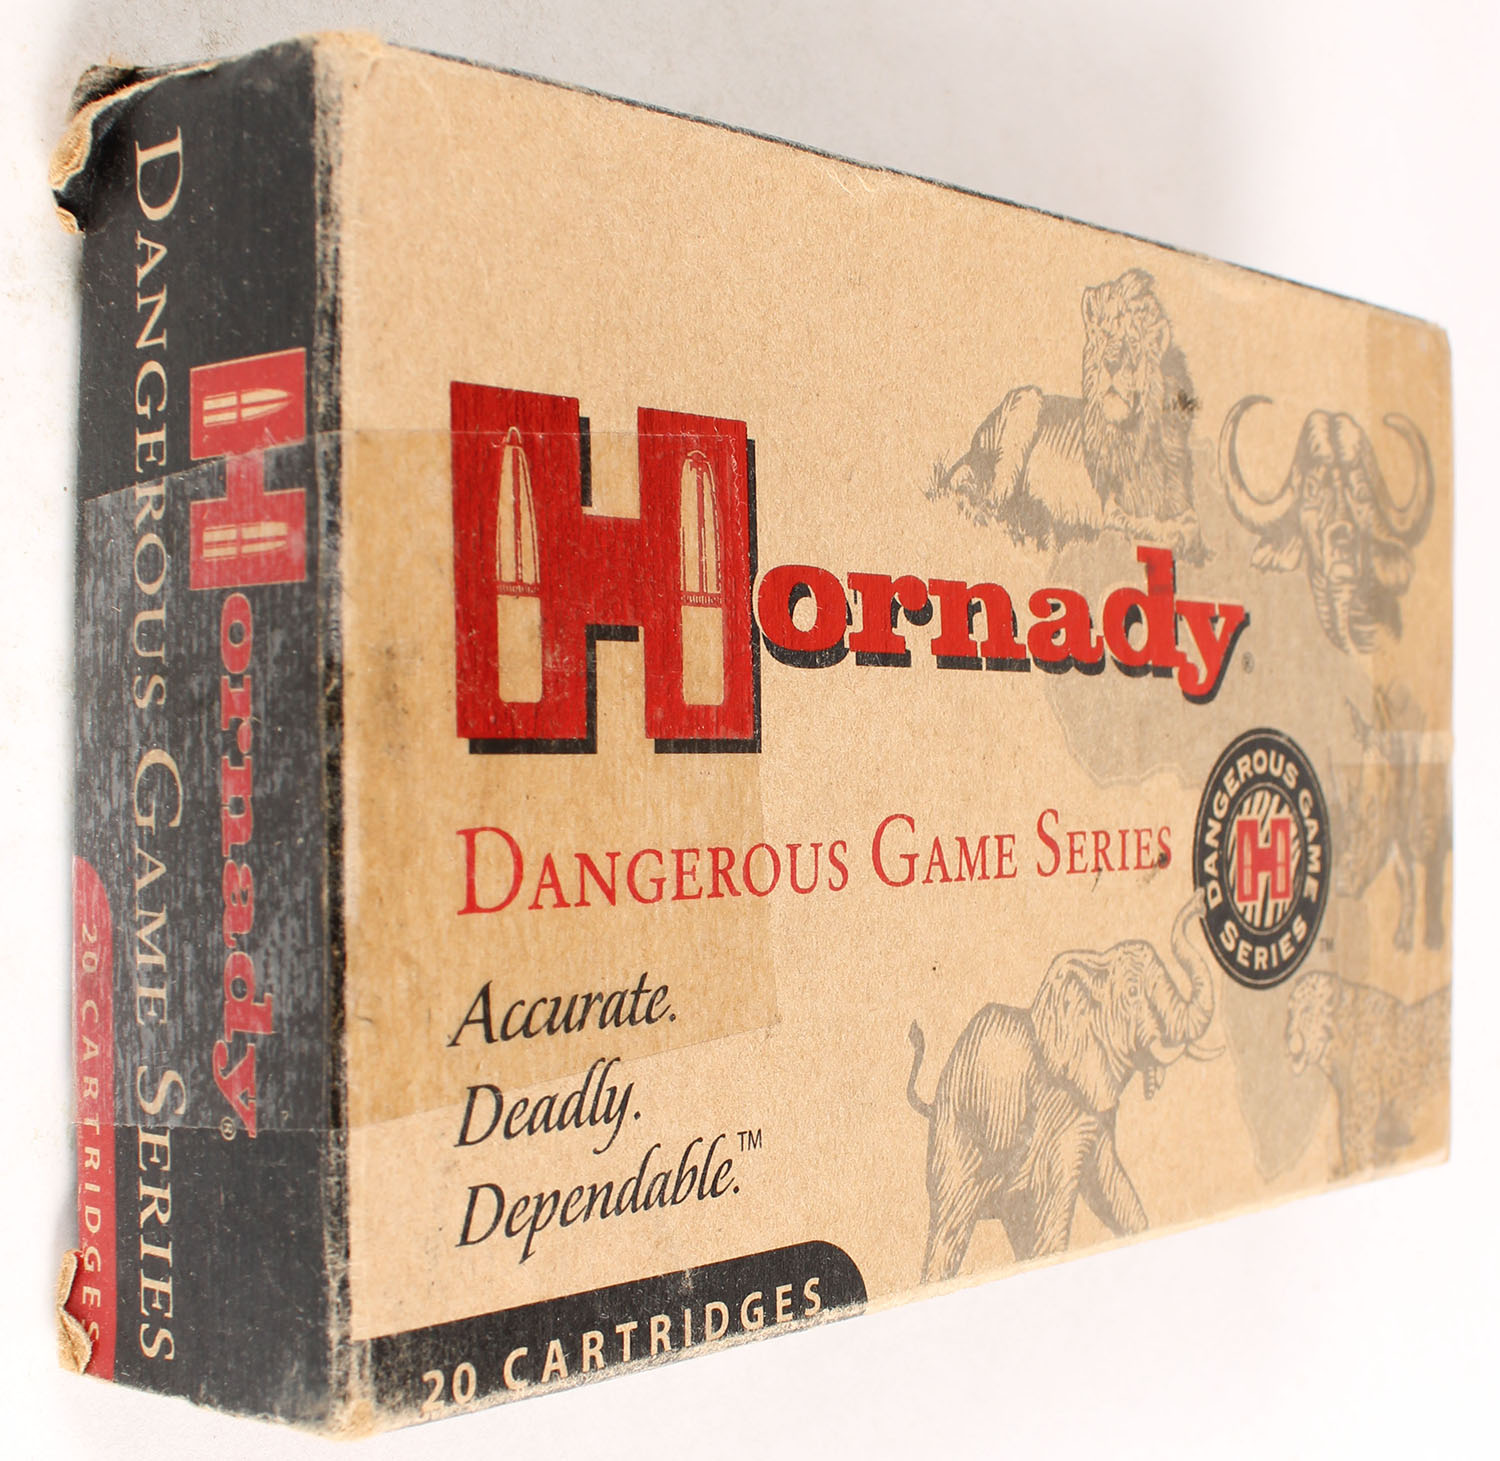 DANGEROUS GAME SERIES
Hornady®
20 CARTRIDGES
Hornady®
DANGEROUS GAME SERIES
DANGEROUS GAME
SERIES
TM
Accurate.
Deadly.
Dependable.™
20 CARTRIDGES